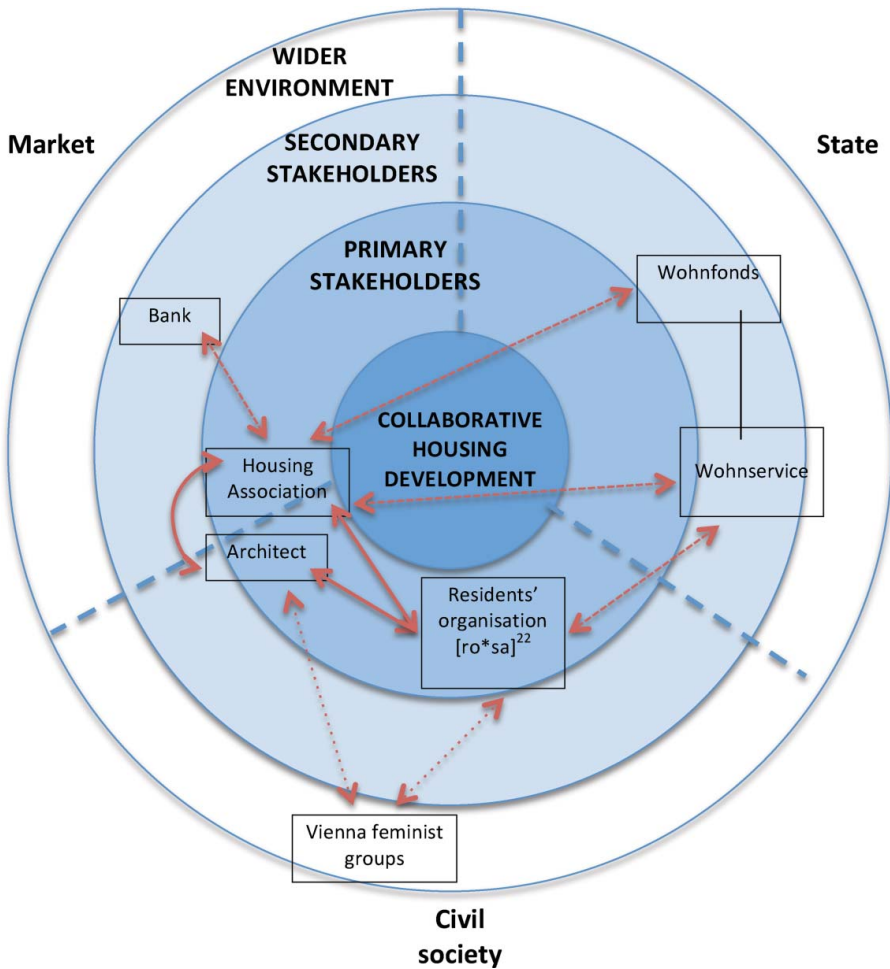 WIDER
ENVIRONMENT
Market
State
SECONDARY
STAKEHOLDERS
PRIMARY
STAKEHOLDERS
Wohnfonds
Bank
COLLABORATIVE
HOUSING
DEVELOPMENT
Housing
Association
Wohnservice
Architect
Residents'
organisation
[ro*sa]22
Vienna feminist
groups
Civil
society